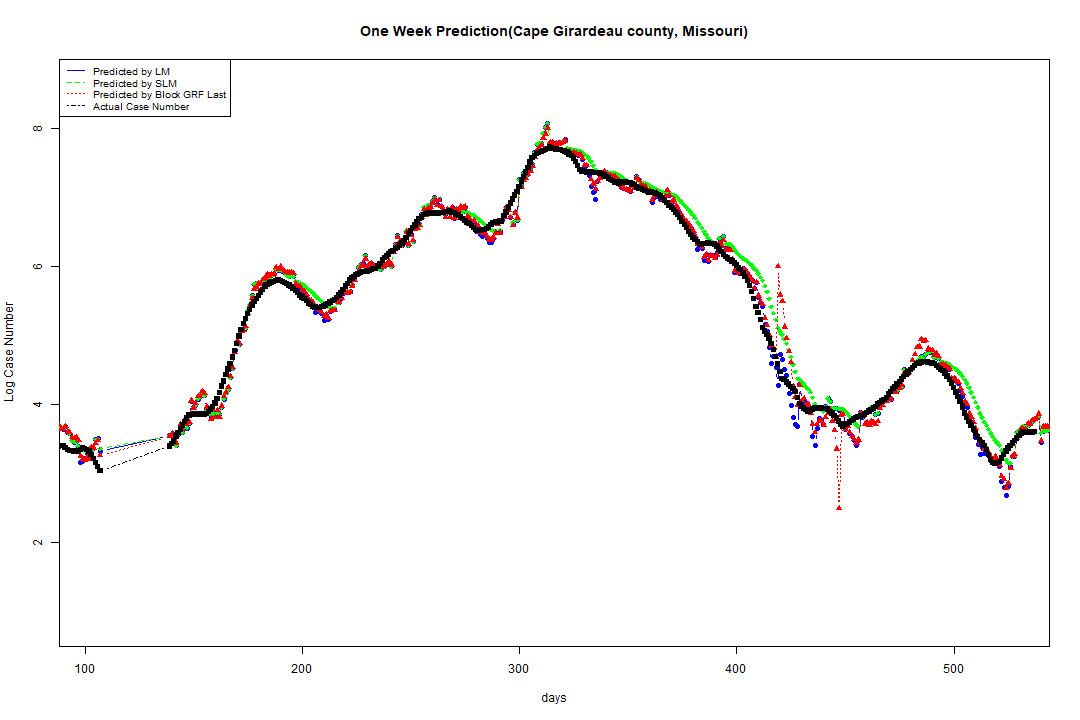 One Week Prediction(Cape Girardeau county, Missouri)
Predicted by LM
Predicted by SLM
Predicted by Block GRF Last
Actual Case Number
8
6
4
2
Log Case Number
100 200 300 400 500
days